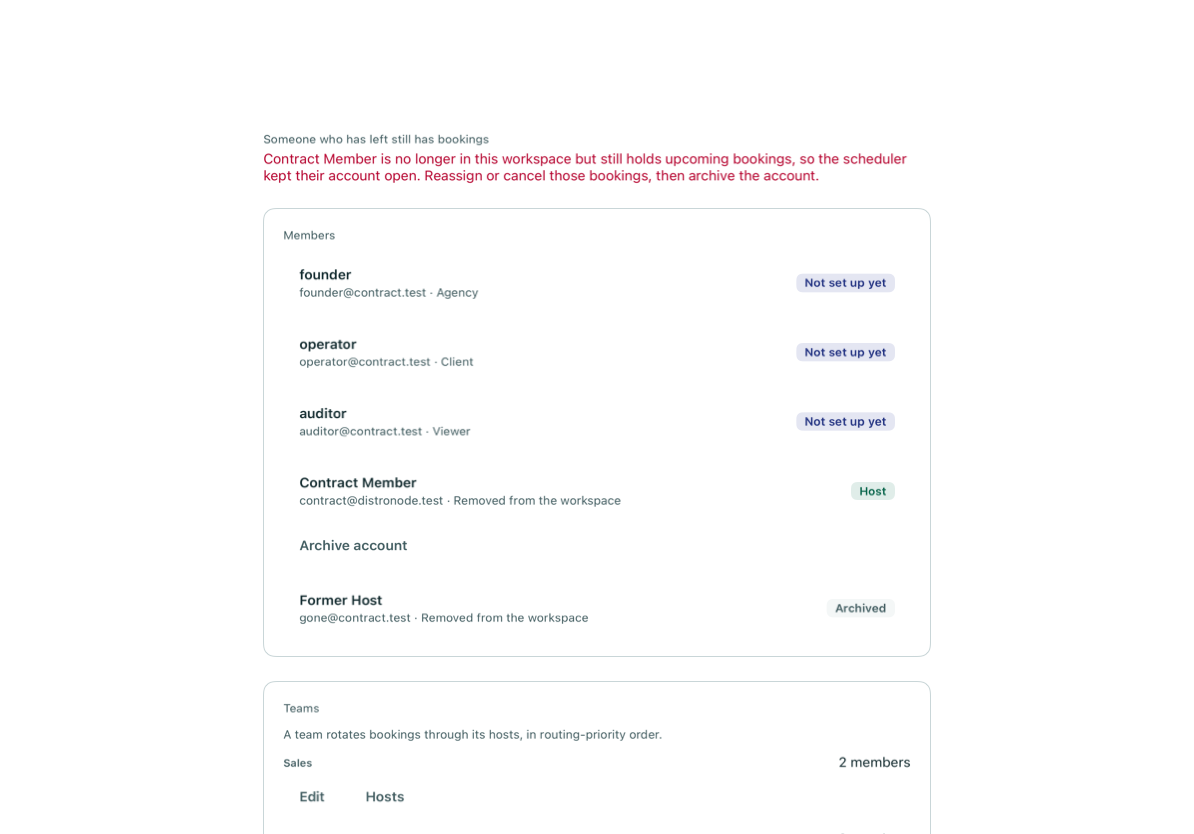 Someone who has left still has bookings
Contract Member is no longer in this workspace but still holds upcoming bookings, so the scheduler
kept their account open. Reassign or cancel those bookings, then archive the account.
Members
founder
founder@contract.test · Agency
Not set up yet
operator
operator@contract.test · Client
Not set up yet
auditor
auditor@contract.test · Viewer
Not set up yet
Contract Member
contract@distronode.test · Removed from the workspace
Host
Archive account
Former Host
gone@contract.test · Removed from the workspace
Archived
Teams
A team rotates bookings through its hosts, in routing-priority order.
Sales
2 members
Edit
Hosts